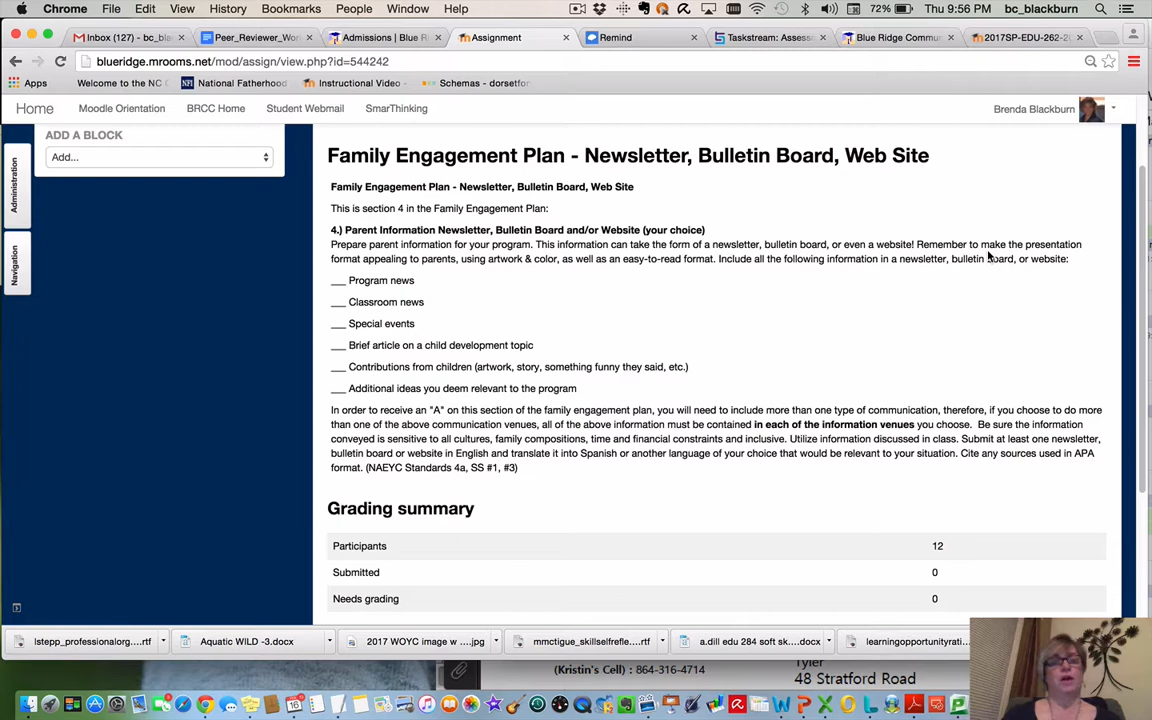 Chrome File Edit View History Bookmarks People Window Help 72% Thu 9:56 PM bc_blackburn
Inbox (127) - bc_bla Peer_Reviewer_Wor Admissions | Blue Ri Assignment Remind Taskstream: Assess Blue Ridge Commun 2017SP-EDU-262-20
blueridge.mrooms.net/mod/assign/view.php?id=544242
Apps Welcome to the NC National Fatherhood Instructional Video - Schemas - dorsetfor
Home Moodle Orientation BRCC Home Student Webmail SmarThinking Brenda Blackburn
ADD A BLOCK
Add...
Administration
Navigation
Family Engagement Plan - Newsletter, Bulletin Board, Web Site
Family Engagement Plan - Newsletter, Bulletin Board, Web Site
This is section 4 in the Family Engagement Plan:
4.) Parent Information Newsletter, Bulletin Board and/or Website (your choice)
Prepare parent information for your program. This information can take the form of a newsletter, bulletin board, or even a website! Remember to make the presentation
format appealing to parents, using artwork & color, as well as an easy-to-read format. Include all the following information in a newsletter, bulletin board, or website:
___ Program news
___ Classroom news
___ Special events
___ Brief article on a child development topic
___ Contributions from children (artwork, story, something funny they said, etc.)
___ Additional ideas you deem relevant to the program
In order to receive an "A" on this section of the family engagement plan, you will need to include more than one type of communication, therefore, if you choose to do more
than one of the above communication venues, all of the above information must be contained in each of the information venues you choose. Be sure the information
conveyed is sensitive to all cultures, family compositions, time and financial constraints and inclusive. Utilize information discussed in class. Submit at least one newsletter,
bulletin board or website in English and translate it into Spanish or another language of your choice that would be relevant to your situation. Cite any sources used in APA
format. (NAEYC Standards 4a, SS #1, #3)
Grading summary
Participants 12
Submitted 0
Needs grading 0
lstepp_professionalorg....rtf Aquatic WILD -3.docx 2017 WOYC image w ....jpg mmctigue_skillselfrefle....rtf a.dill edu 284 soft sk....docx learningopportunityrati...
(Kristin's Cell) : 864-316-4714
Tyler
48 Stratford Road